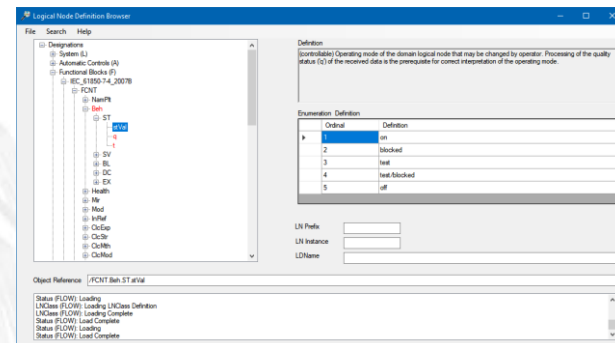 Logical Node Definition Browser
File Search Help
Designations
System (L)
Automatic Controls (A)
Functional Blocks (F)
IEC_61850-7-4_2007B
FCNT
NamPlt
Beh
ST
stVal
q
t
SV
BL
DC
EX
Health
Mir
Mod
InRef
ClcExp
ClcStr
ClcMth
ClcMod
Definition
(controllable) Operating mode of the domain logical node that may be changed by operator. Processing of the quality
status ('q') of the received data is the prerequisite for correct interpretation of the operating mode.
Enumeration Definition
Ordinal Definition
1 on
2 blocked
3 test
4 test/blocked
5 off
LN Prefix
LN Instance
LDName
Object Reference /FCNT.Beh.ST.stVal
Status (FLOW): Loading
LNClass (FLOW): Loading LNClass Definition
LNClass (FLOW): Loading Complete
Status (FLOW): Load Complete
Status (FLOW): Loading
Status (FLOW): Load Complete